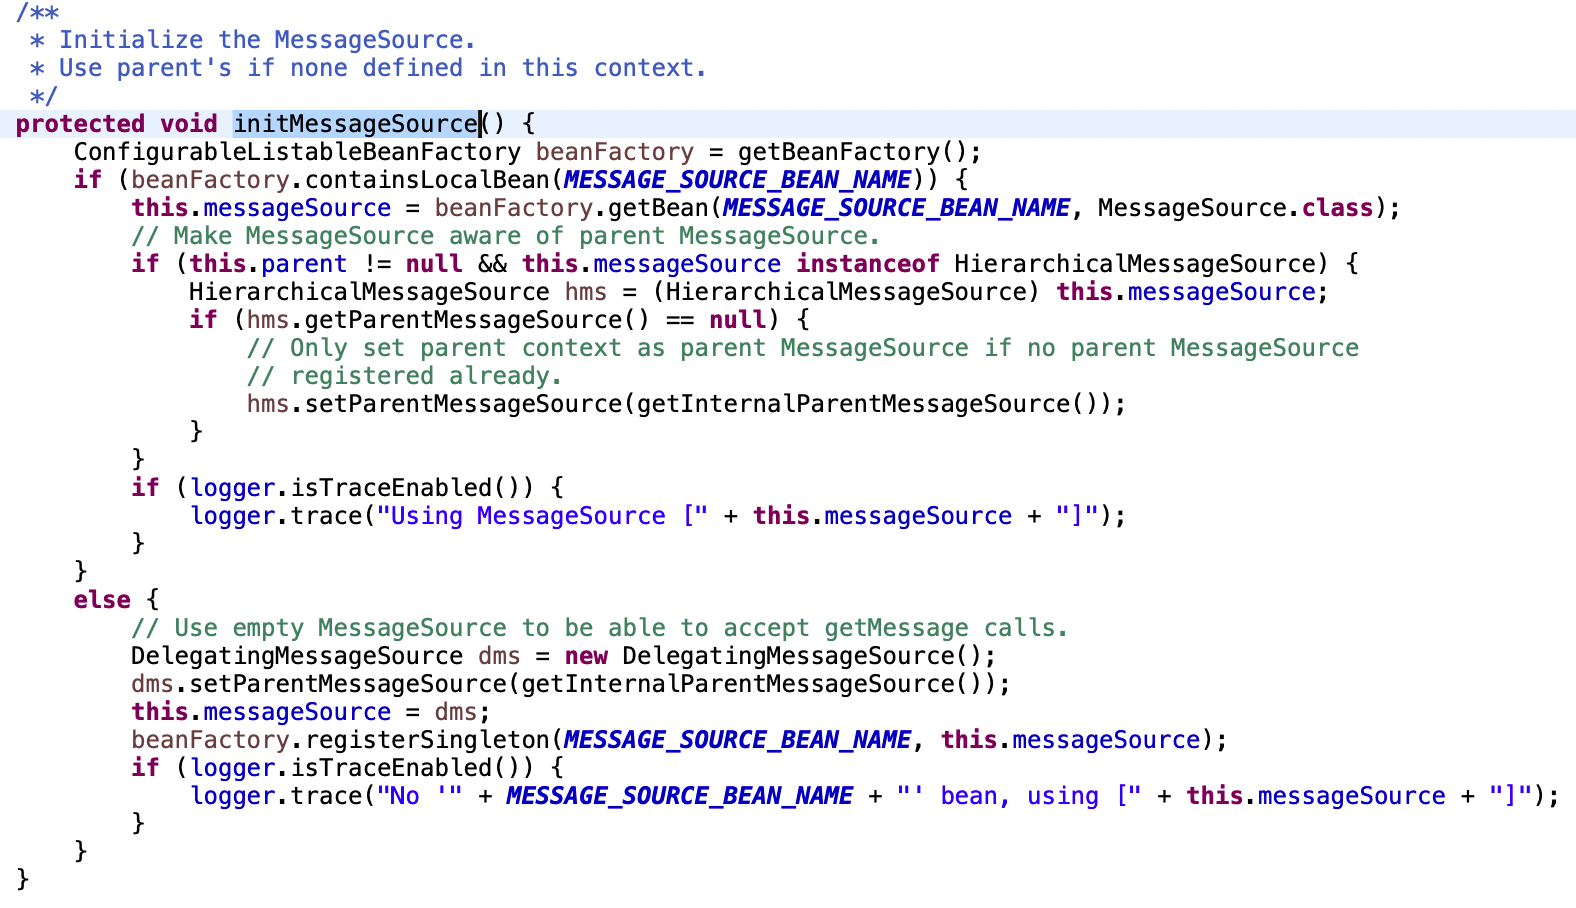 /**
 * Initialize the MessageSource.
 * Use parent's if none defined in this context.
 */
protected void initMessageSource() {
    ConfigurableListableBeanFactory beanFactory = getBeanFactory();
    if (beanFactory.containsLocalBean(MESSAGE_SOURCE_BEAN_NAME)) {
        this.messageSource = beanFactory.getBean(MESSAGE_SOURCE_BEAN_NAME, MessageSource.class);
        // Make MessageSource aware of parent MessageSource.
        if (this.parent != null && this.messageSource instanceof HierarchicalMessageSource) {
            HierarchicalMessageSource hms = (HierarchicalMessageSource) this.messageSource;
            if (hms.getParentMessageSource() == null) {
                // Only set parent context as parent MessageSource if no parent MessageSource
                // registered already.
                hms.setParentMessageSource(getInternalParentMessageSource());
            }
        }
        if (logger.isTraceEnabled()) {
            logger.trace("Using MessageSource [" + this.messageSource + "]");
        }
    }
    else {
        // Use empty MessageSource to be able to accept getMessage calls.
        DelegatingMessageSource dms = new DelegatingMessageSource();
        dms.setParentMessageSource(getInternalParentMessageSource());
        this.messageSource = dms;
        beanFactory.registerSingleton(MESSAGE_SOURCE_BEAN_NAME, this.messageSource);
        if (logger.isTraceEnabled()) {
            logger.trace("No '" + MESSAGE_SOURCE_BEAN_NAME + "' bean, using [" + this.messageSource + "]");
        }
    }
}